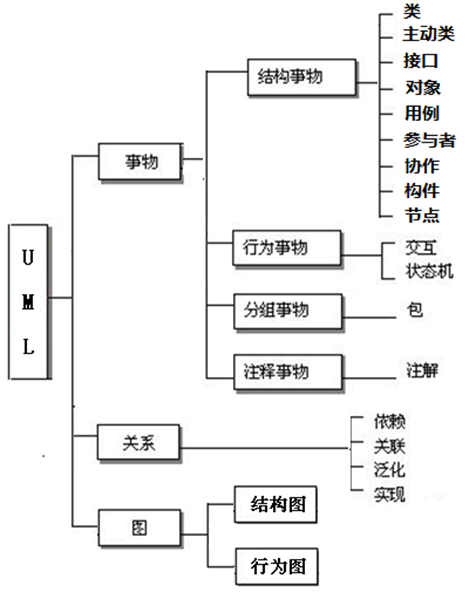 UML
事物
结构事物
类
主动类
接口
对象
用例
参与者
协作
构件
节点
行为事物
交互
状态机
分组事物
包
注释事物
注解
关系
依赖
关联
泛化
实现
图
结构图
行为图